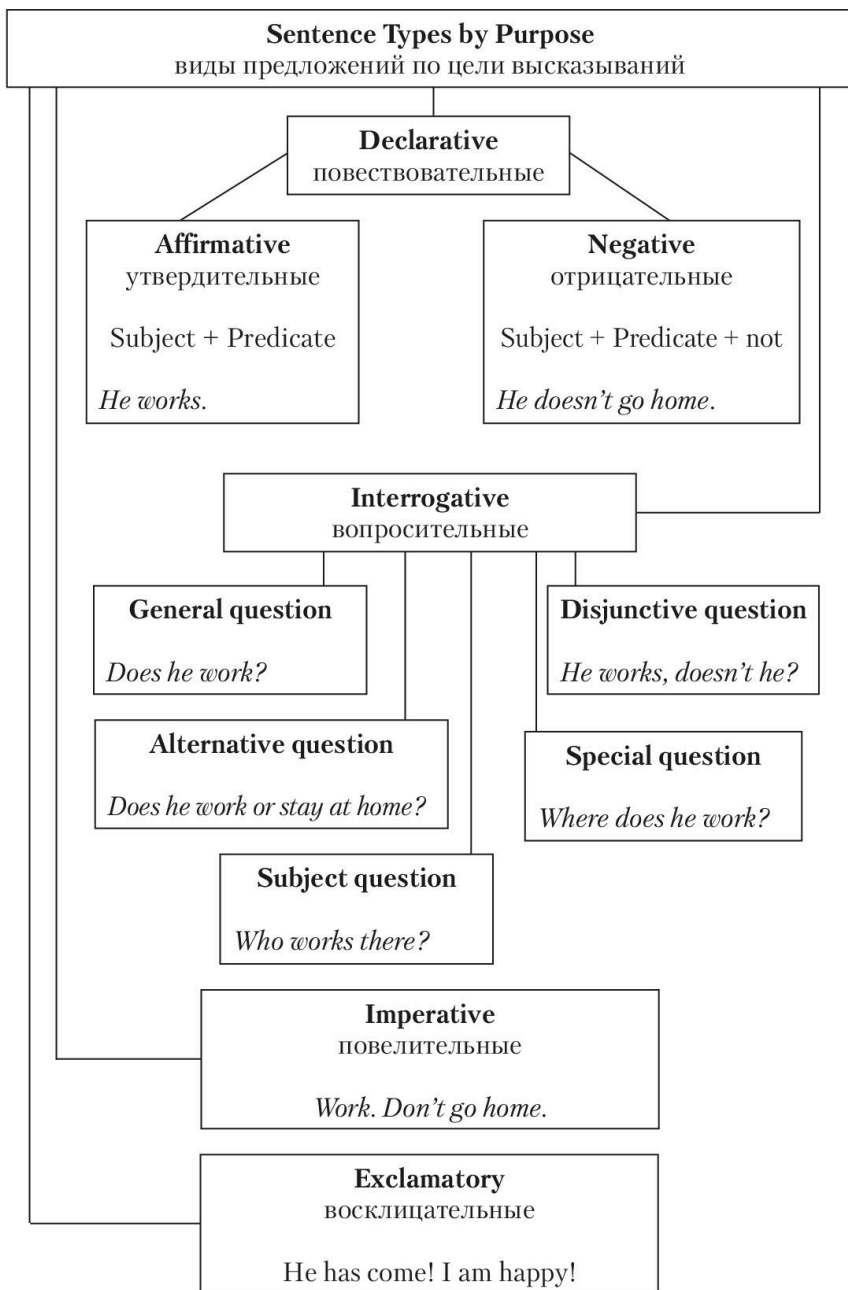 Sentence Types by Purpose
виды предложений по цели высказываний
Declarative
повествовательные
Affirmative
утвердительные
Subject + Predicate
He works.
Negative
отрицательные
Subject + Predicate + not
He doesn’t go home.
Interrogative
вопросительные
General question
Does he work?
Disjunctive question
He works, doesn’t he?
Alternative question
Does he work or stay at home?
Special question
Where does he work?
Subject question
Who works there?
Imperative
повелительные
Work. Don’t go home.
Exclamatory
восклицательные
He has come! I am happy!